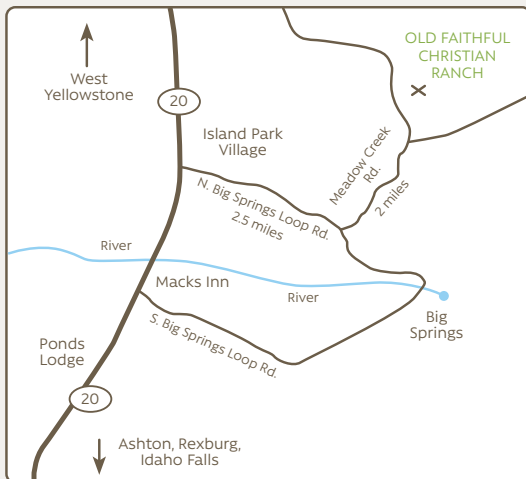 OLD FAITHFUL
CHRISTIAN
RANCH
West
Yellowstone
20
Island Park
Village
Meadow Creek
Rd.
2 miles
N. Big Springs Loop Rd.
2.5 miles
River
Macks Inn
River
Big
Springs
S. Big Springs Loop Rd.
Ponds
Lodge
20
Ashton, Rexburg,
Idaho Falls